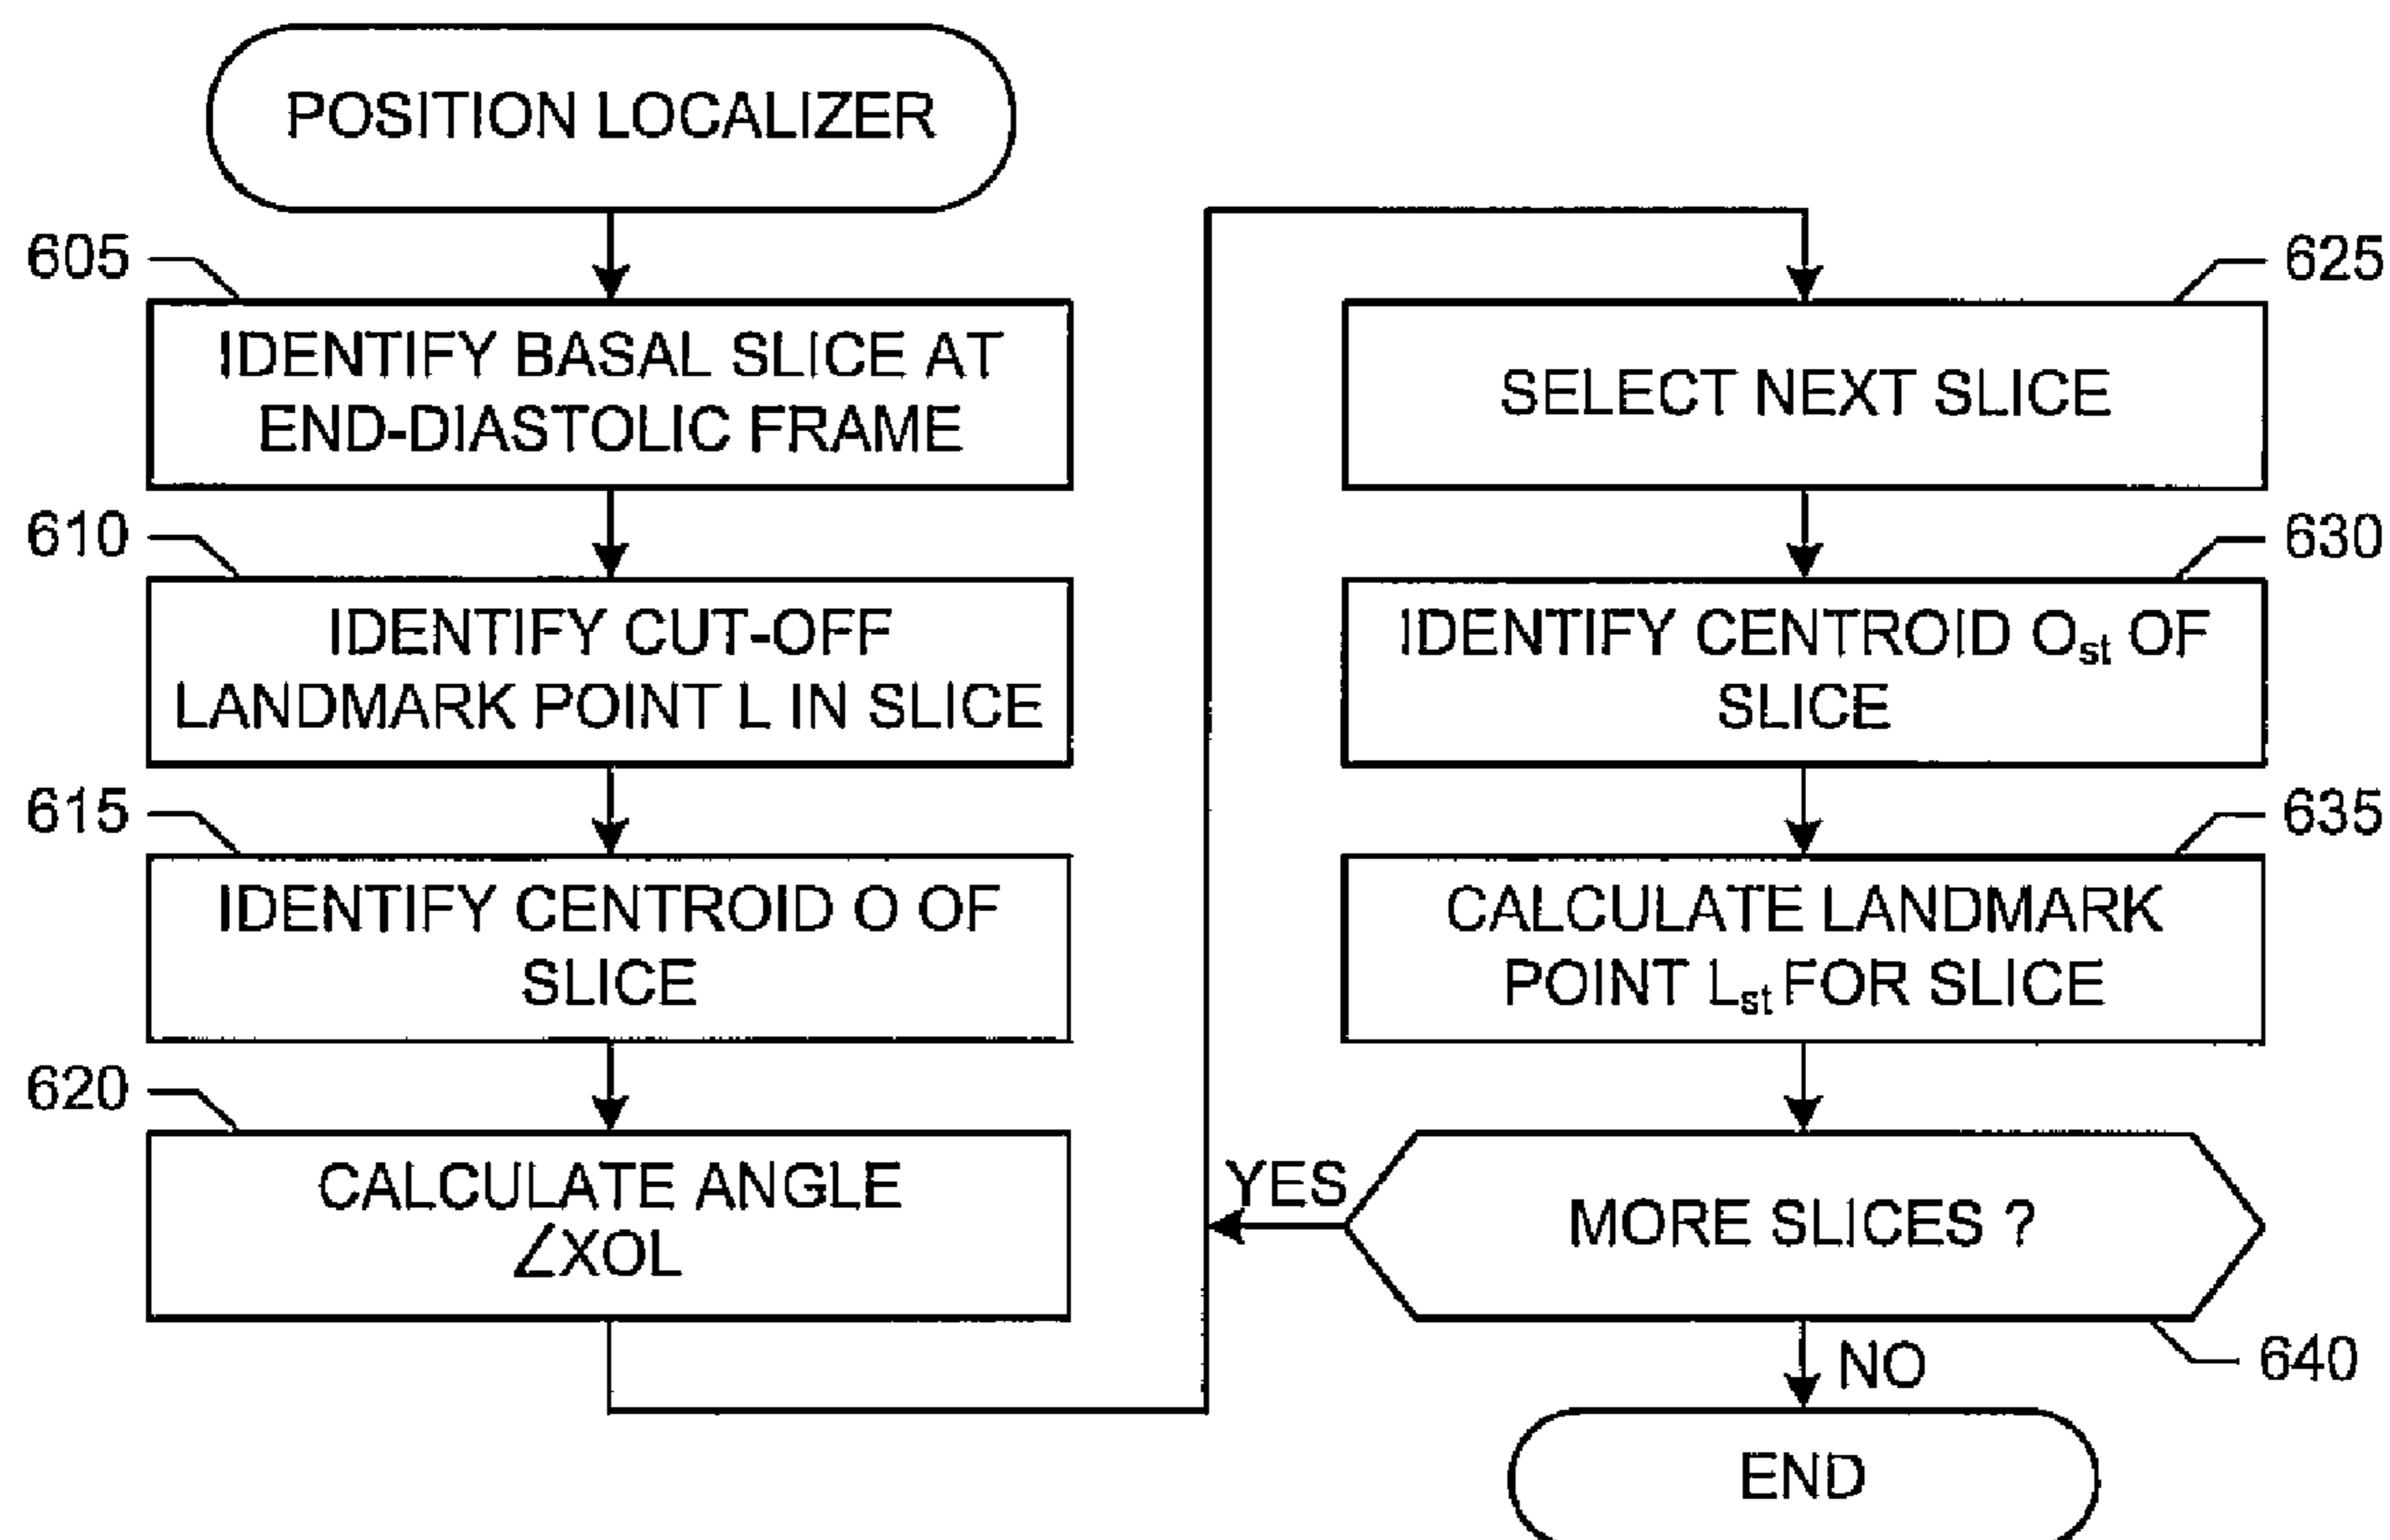 POSITION LOCALIZER
605
IDENTIFY BASAL SLICE AT
END-DIASTOLIC FRAME
610
IDENTIFY CUT-OFF
LANDMARK POINT L IN SLICE
615
IDENTIFY CENTROID O OF
SLICE
620
CALCULATE ANGLE
∠XOL
625
SELECT NEXT SLICE
630
IDENTIFY CENTROID Ost OF
SLICE
635
CALCULATE LANDMARK
POINT Lst FOR SLICE
YES
MORE SLICES ?
640
NO
END